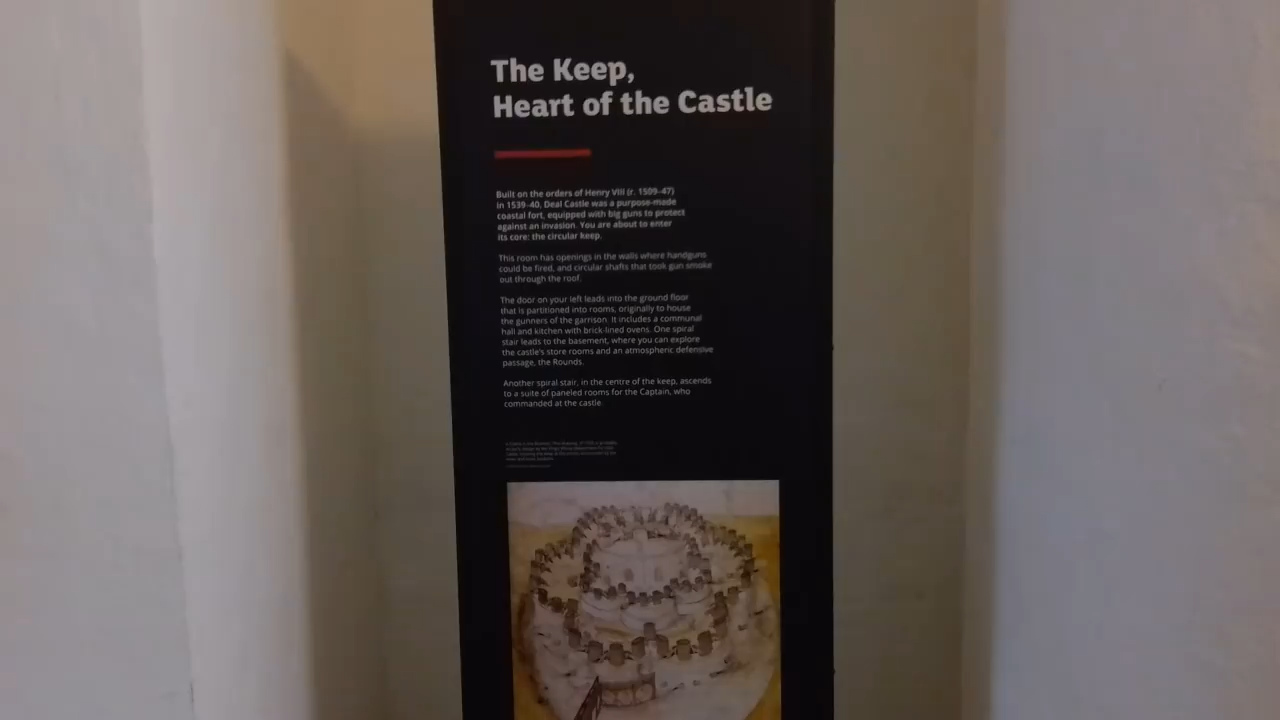 The Keep,
Heart of the Castle
Built on the orders of Henry VIII (r. 1509–47)
in 1539–40, Deal Castle was a purpose-made
coastal fort, equipped with big guns to protect
against an invasion. You are about to enter
its core: the circular keep.
This room has openings in the walls where handguns
could be fired, and circular shafts that took gun smoke
out through the roof.
The door on your left leads into the ground floor
that is partitioned into rooms, originally to house
the gunners of the garrison. It includes a communal
hall and kitchen with brick-lined ovens. One spiral
stair leads to the basement, where you can explore
the castle's store rooms and an atmospheric defensive
passage, the Rounds.
Another spiral stair, in the centre of the keep, ascends
to a suite of paneled rooms for the Captain, who
commanded at the castle.